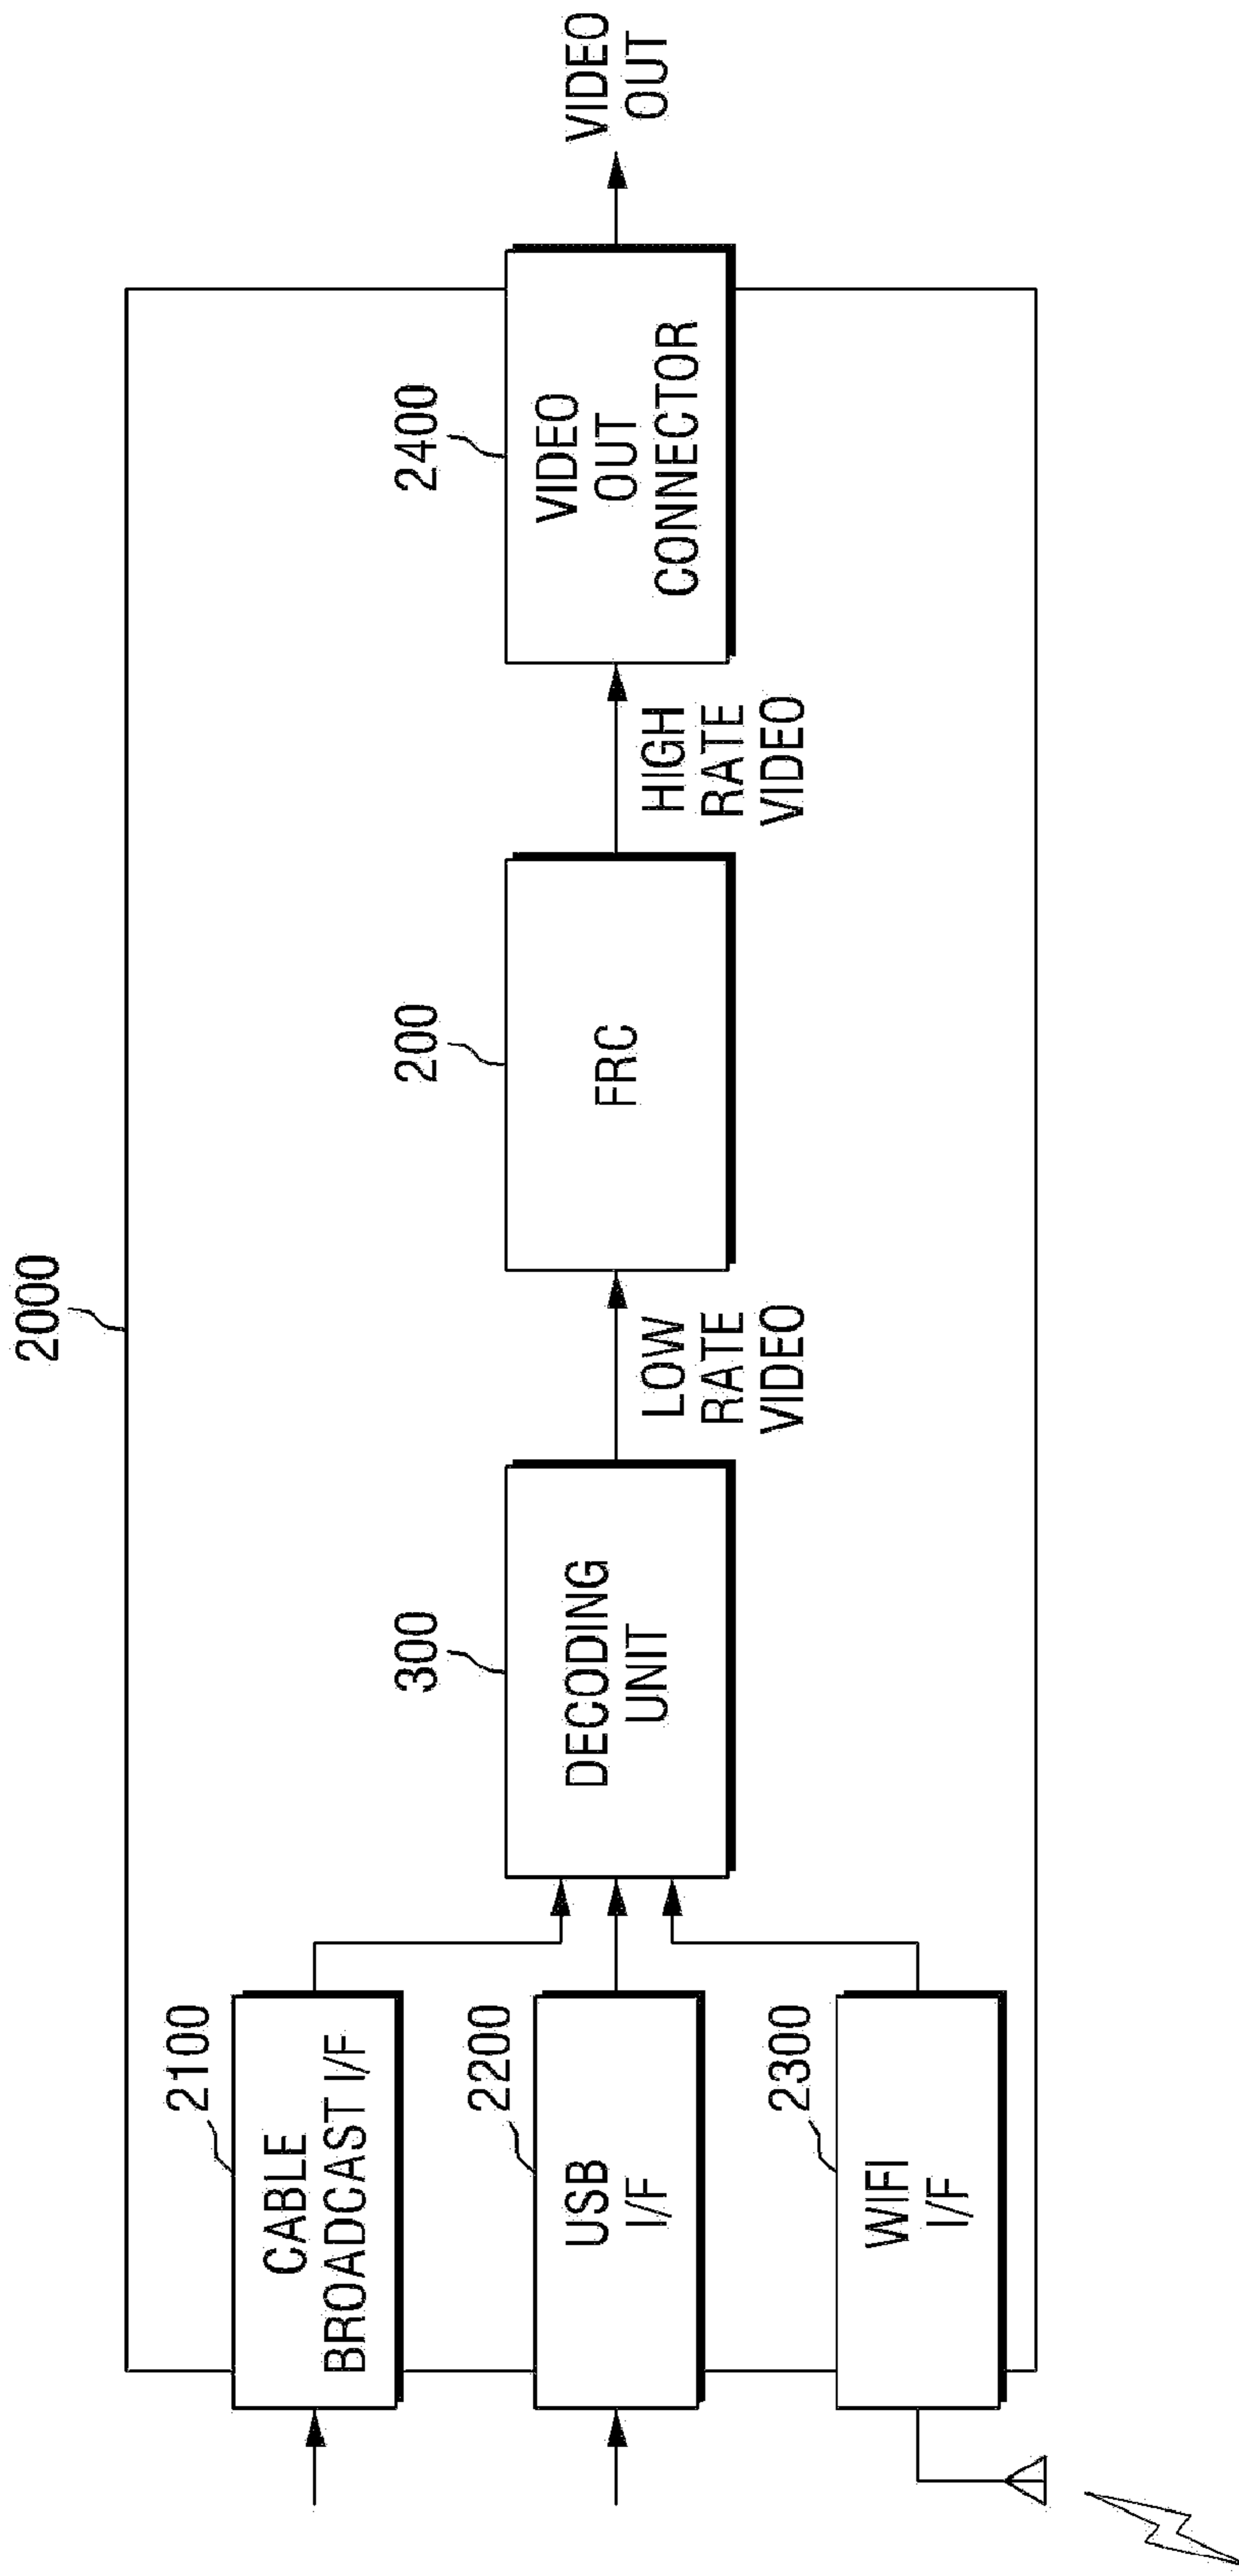 2000
2100
CABLE
BROADCAST I/F
2200
USB
I/F
2300
WIFI
I/F
300
DECODING
UNIT
LOW
RATE
VIDEO
200
FRC
HIGH
RATE
VIDEO
2400
VIDEO
OUT
CONNECTOR
VIDEO
OUT